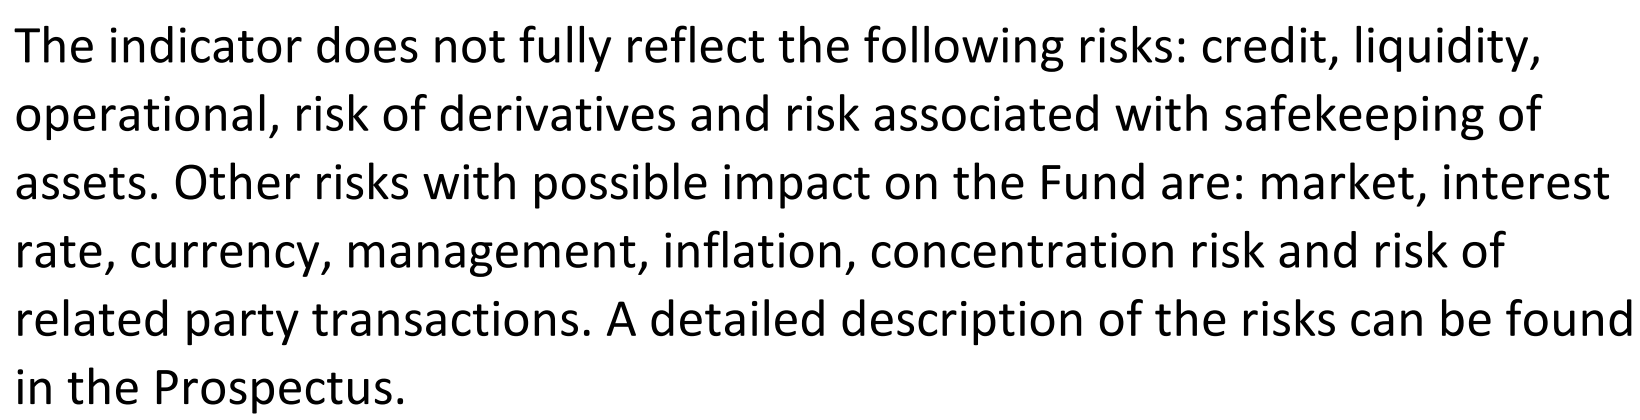 The indicator does not fully reflect the following risks: credit, liquidity,
operational, risk of derivatives and risk associated with safekeeping of
assets. Other risks with possible impact on the Fund are: market, interest
rate, currency, management, inflation, concentration risk and risk of
related party transactions. A detailed description of the risks can be found
in the Prospectus.